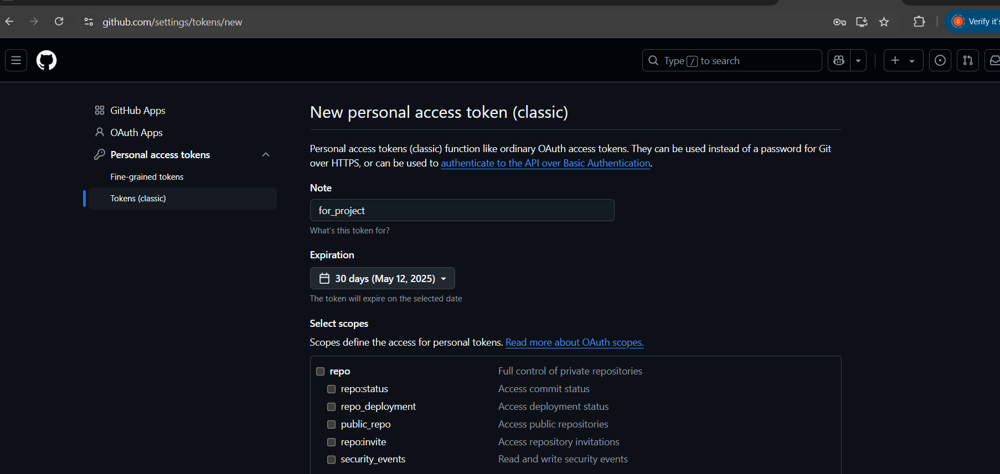 github.com/settings/tokens/new
S Verify it's
Type / to search
GitHub Apps
OAuth Apps
Personal access tokens
Fine-grained tokens
Tokens (classic)
New personal access token (classic)
Personal access tokens (classic) function like ordinary OAuth access tokens. They can be used instead of a password for Git
over HTTPS, or can be used to authenticate to the API over Basic Authentication.
Note
for_project
What's this token for?
Expiration
30 days (May 12, 2025)
The token will expire on the selected date
Select scopes
Scopes define the access for personal tokens. Read more about OAuth scopes.
repo Full control of private repositories
repo:status Access commit status
repo_deployment Access deployment status
public_repo Access public repositories
repo:invite Access repository invitations
security_events Read and write security events